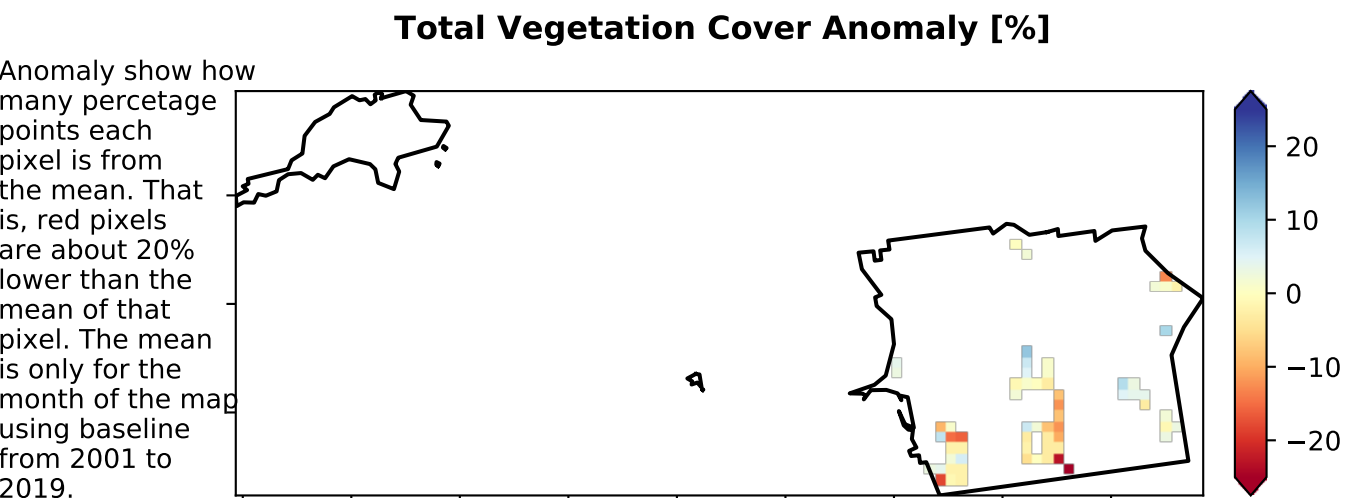 Total Vegetation Cover Anomaly [%]
Anomaly show how
many percetage
points each
pixel is from
the mean. That
is, red pixels
are about 20%
lower than the
mean of that
pixel. The mean
is only for the
month of the map
using baseline
from 2001 to
2019.
20
10
0
−10
−20